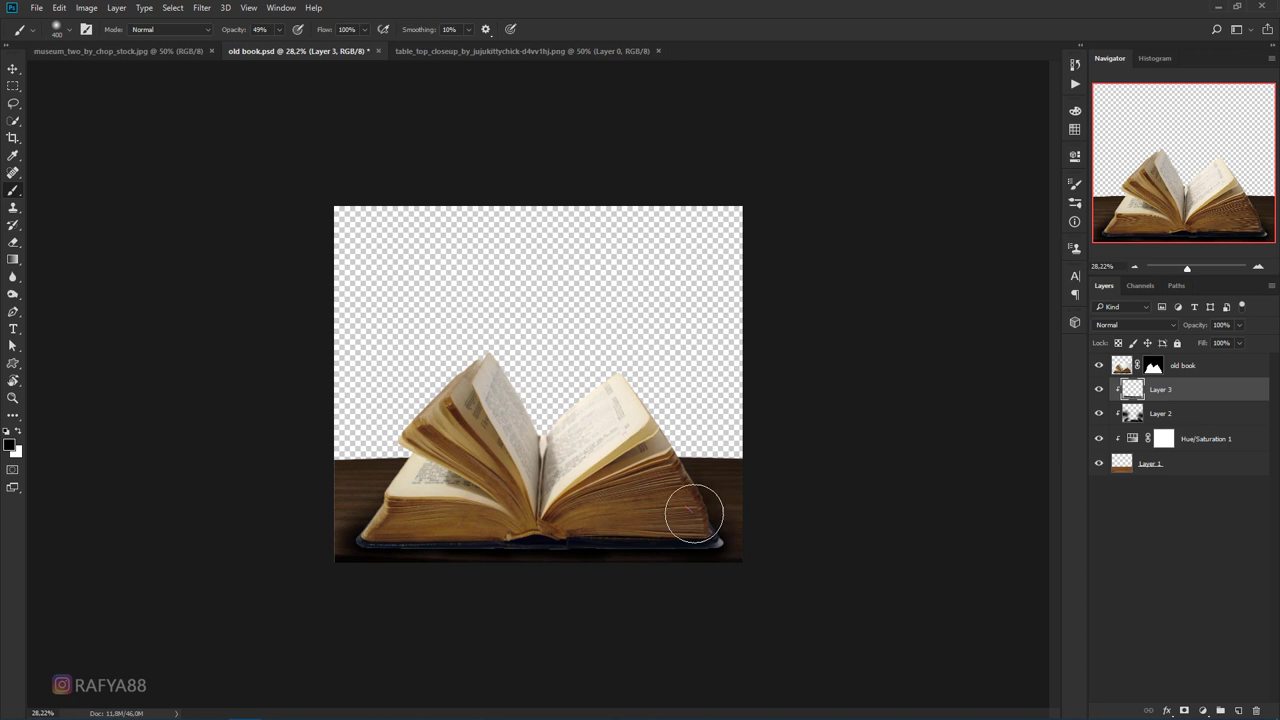 Ps File Edit Image Layer Type Select Filter 3D View Window Help
400 Mode: Normal Opacity: 49% Flow: 100% Smoothing: 10%
museum_two_by_chop_stock.jpg @ 50% (RGB/8) × old book.psd @ 28,2% (Layer 3, RGB/8) * × table_top_closeup_by_jujukittychick-d4vv1hj.png @ 50% (Layer 0, RGB/8) ×
Navigator Histogram
28,22%
Layers Channels Paths
Kind
Normal Opacity: 100%
Lock: Fill: 100%
old book
Layer 3
Layer 2
Hue/Saturation 1
Layer 1
RAFYA88
28,22% Doc: 11,8M/46,0M